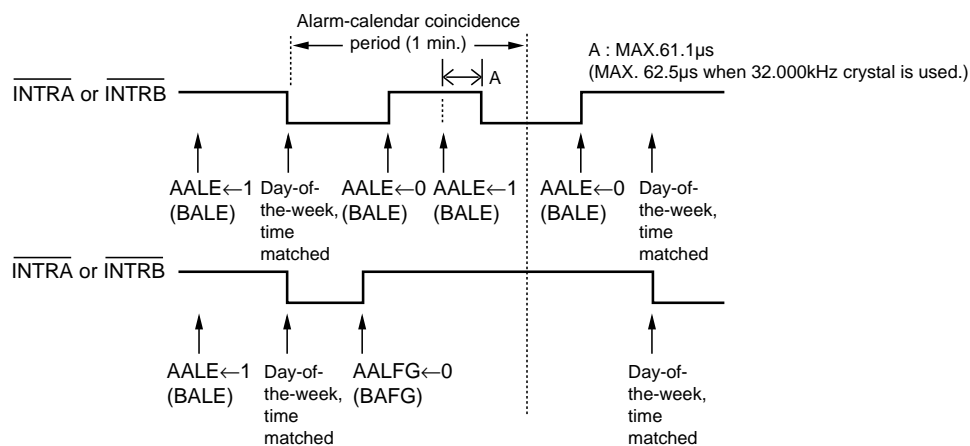 Alarm-calendar coincidence
period (1 min.)
A : MAX.61.1µs
(MAX. 62.5µs when 32.000kHz crystal is used.)
A
INTRA or INTRB
AALE←1
(BALE)
Day-of-
the-week,
time
matched
AALE←0
(BALE)
AALE←1
(BALE)
AALE←0
(BALE)
Day-of-
the-week,
time
matched
INTRA or INTRB
AALE←1
(BALE)
Day-of-
the-week,
time
matched
AALFG←0
(BAFG)
Day-of-
the-week,
time
matched